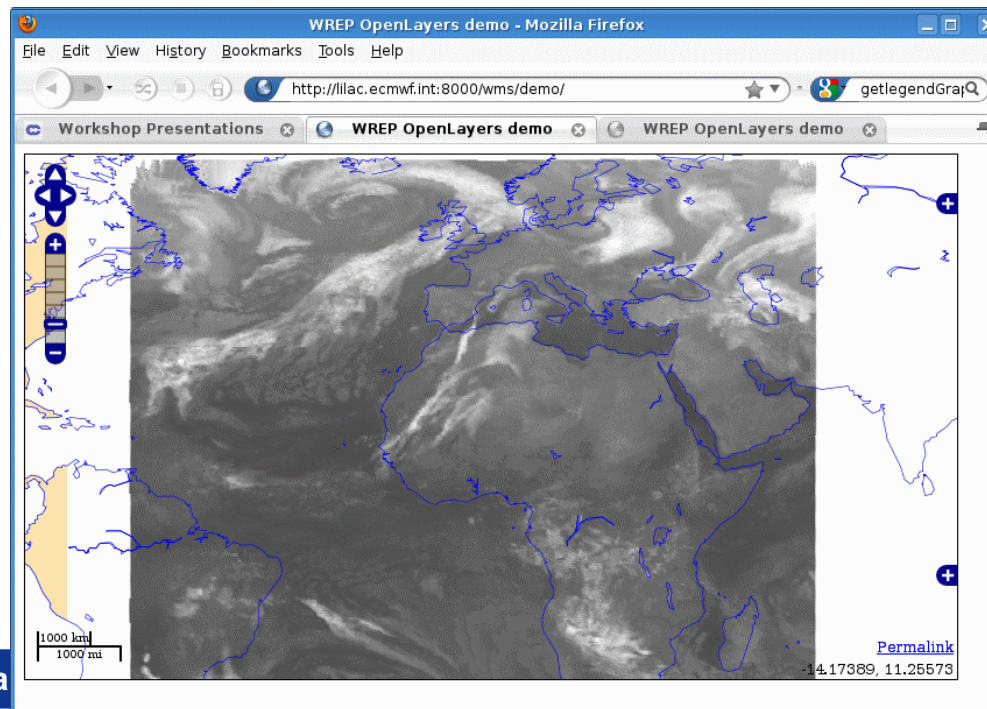 WREP OpenLayers demo - Mozilla Firefox
File Edit View History Bookmarks Tools Help
http://lilac.ecmwf.int:8000/wms/demo/
getlegendGra
Workshop Presentations
WREP OpenLayers demo
WREP OpenLayers demo
1000 km
1000 mi
Permalink
-14.17389, 11.25573
a